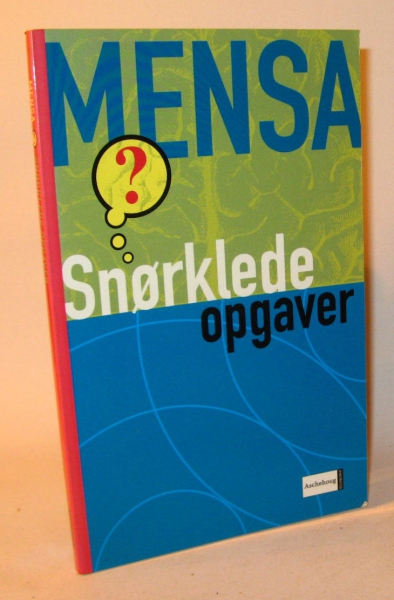 MENSA
?
Snørklede
opgaver
Aschehoug